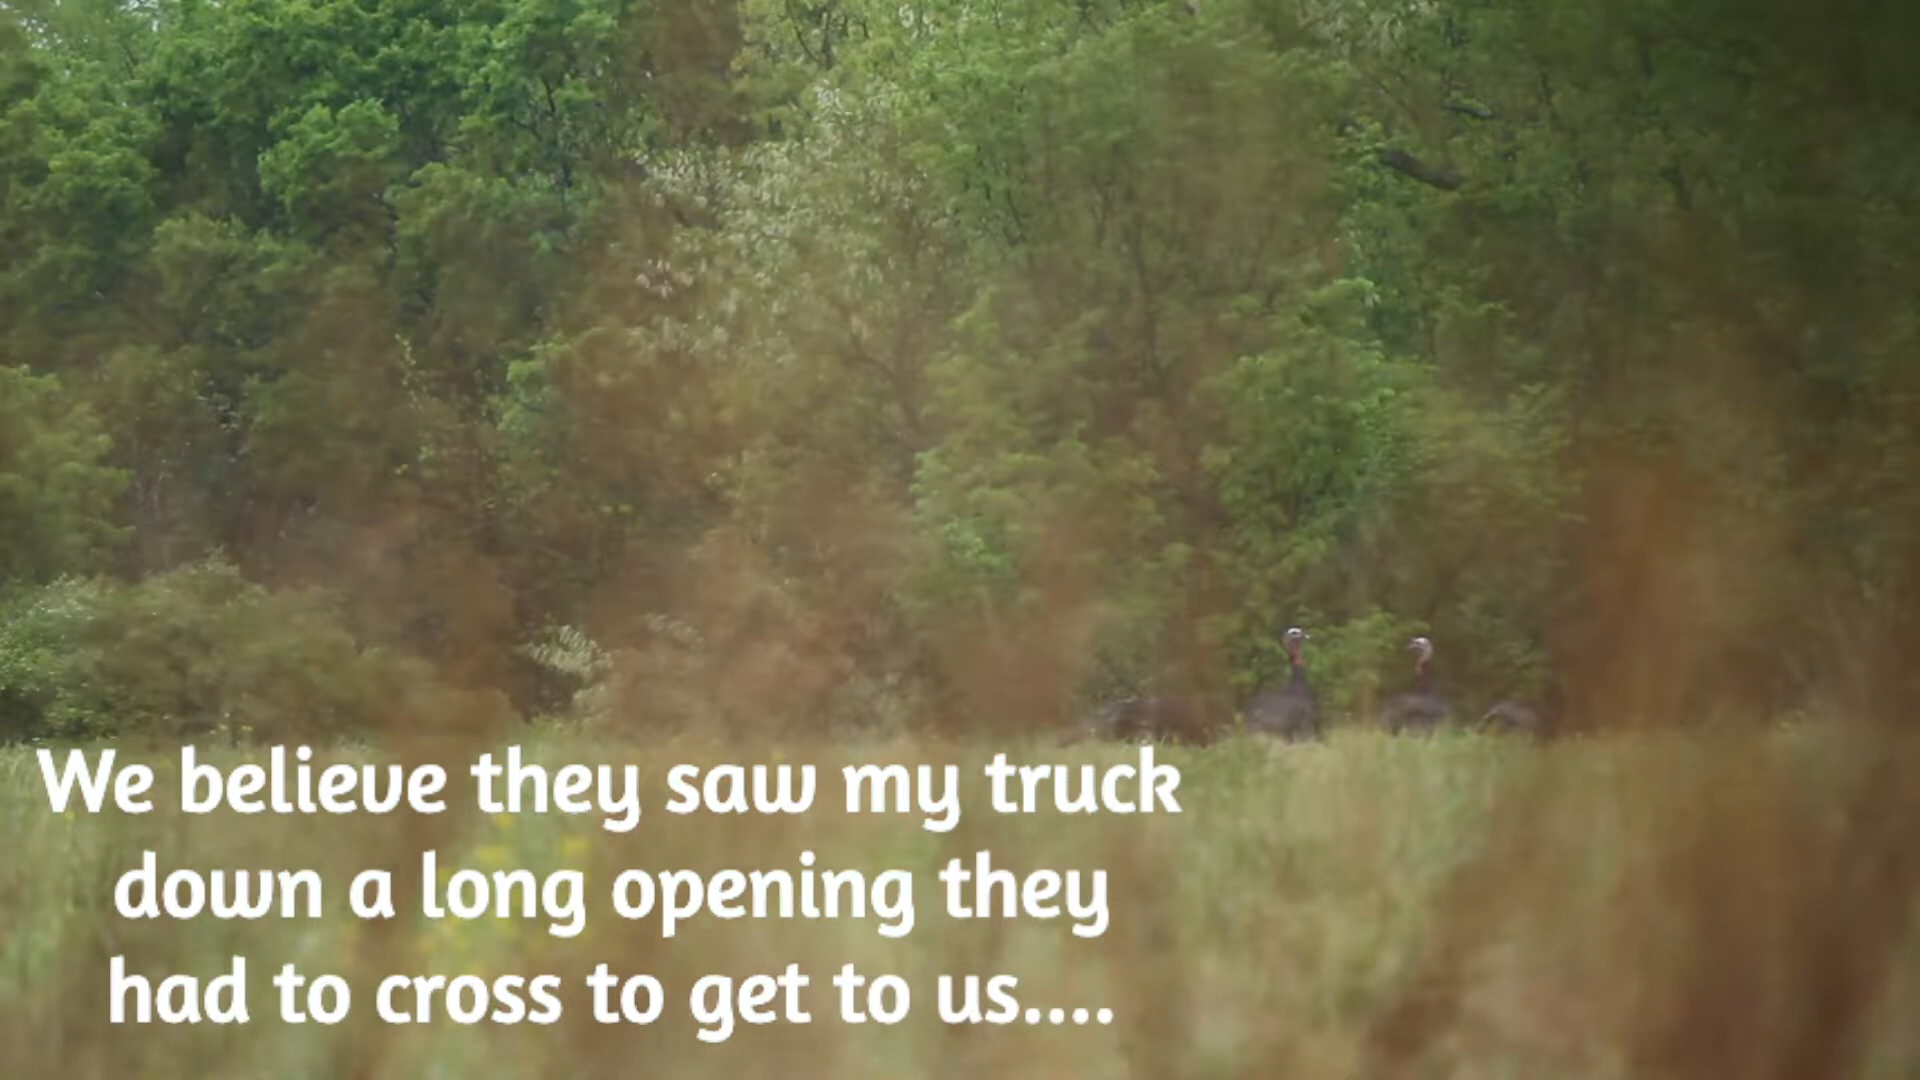 We believe they saw my truck
down a long opening they
had to cross to get to us....